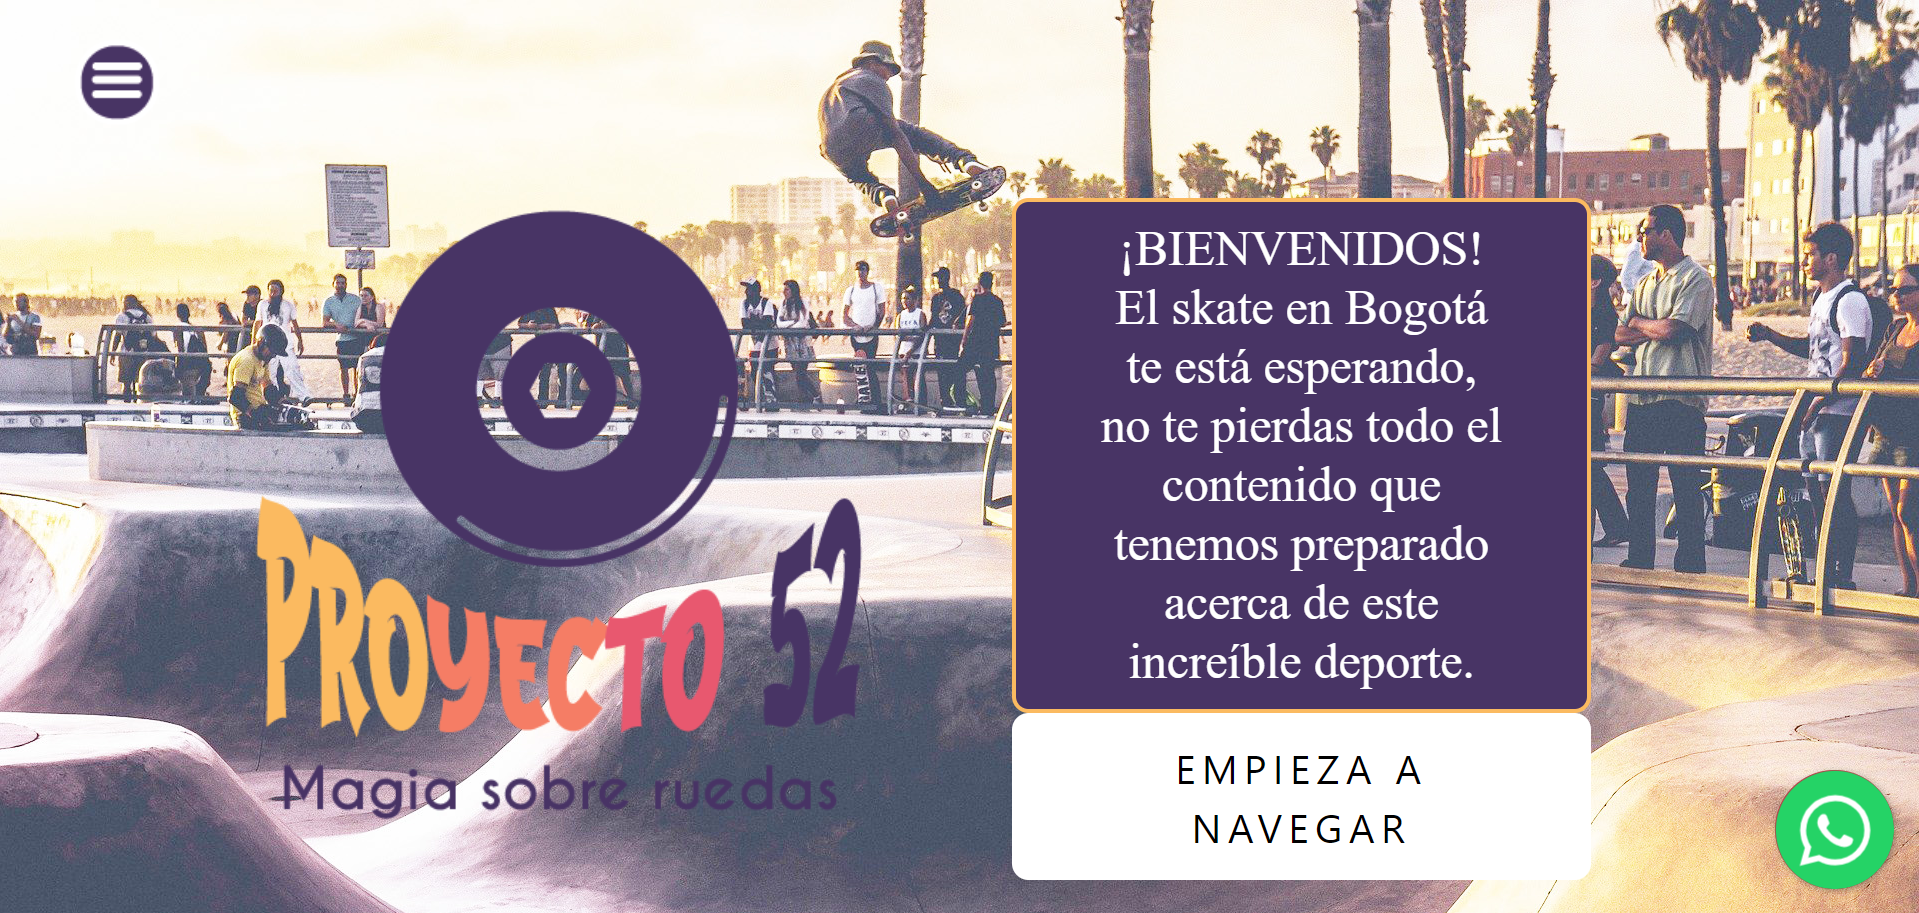 ¡BIENVENIDOS!
El skate en Bogotá
te está esperando,
no te pierdas todo el
contenido que
tenemos preparado
acerca de este
increíble deporte.
PROYECTO 52
Magia sobre ruedas
EMPIEZA A
NAVEGAR